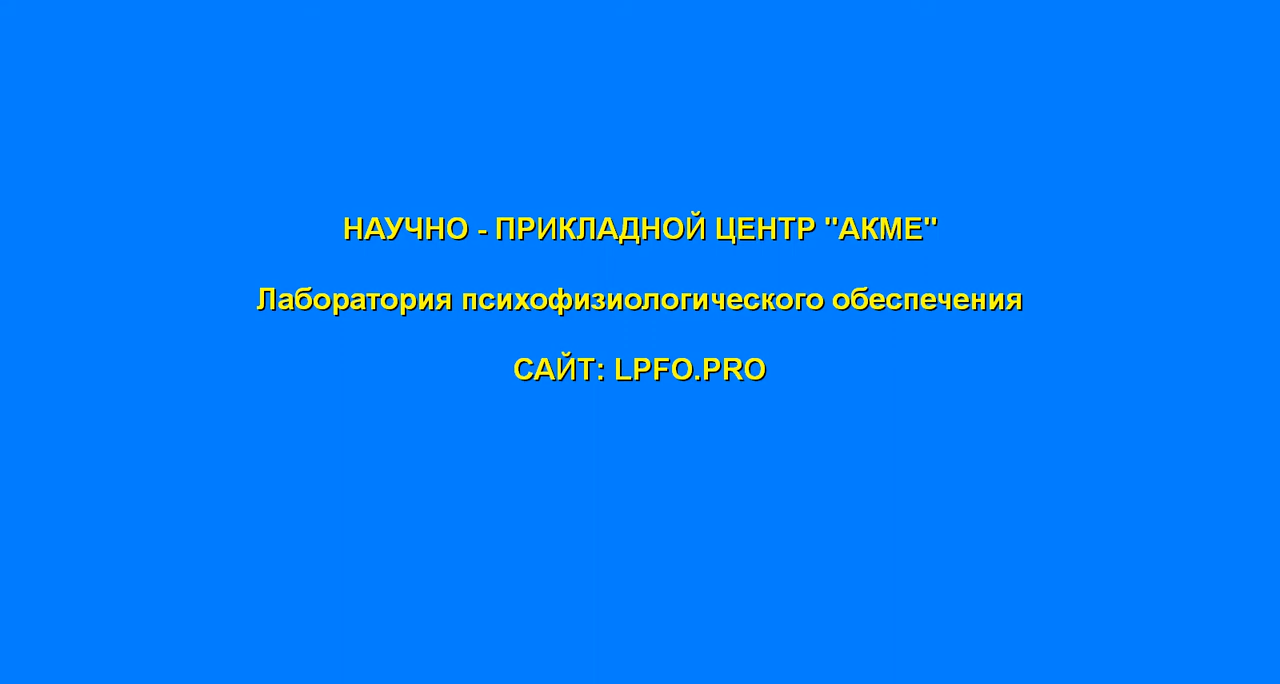 НАУЧНО - ПРИКЛАДНОЙ ЦЕНТР "АКМЕ"
Лаборатория психофизиологического обеспечения
САЙТ: LPFO.PRO